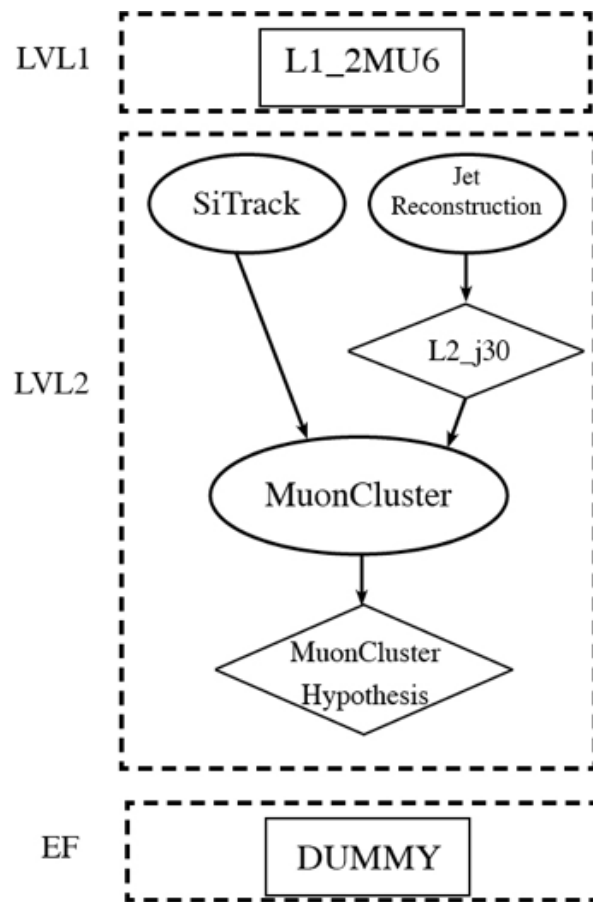 LVL1
L1_2MU6
SiTrack
Jet
Reconstruction
L2_j30
LVL2
MuonCluster
MuonCluster
Hypothesis
EF
DUMMY